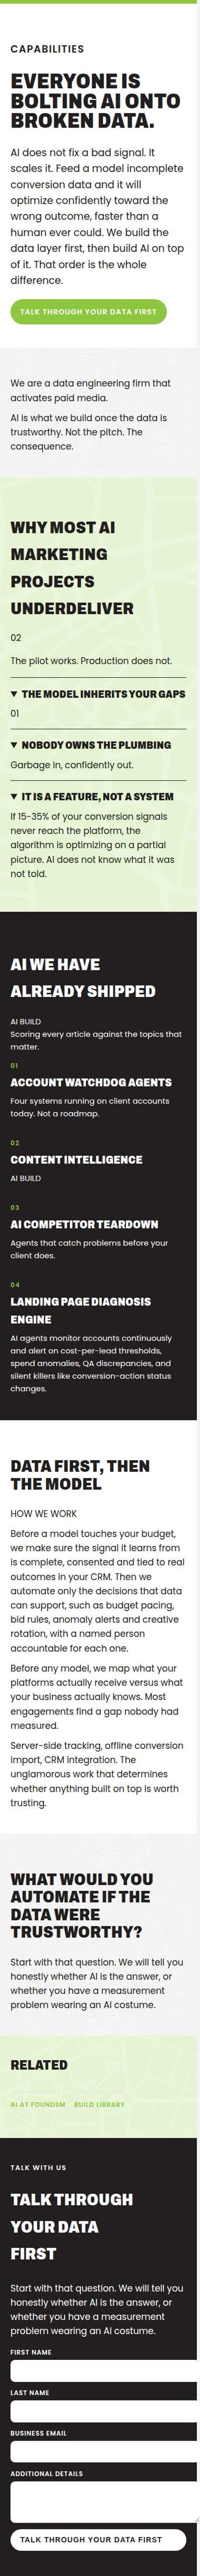 CAPABILITIES
EVERYONE IS
BOLTING AI ONTO
BROKEN DATA.
AI does not fix a bad signal. It
scales it. Feed a model incomplete
conversion data and it will
optimize confidently toward the
wrong outcome, faster than a
human ever could. We build the
data layer first, then build AI on top
of it. That order is the whole
difference.
TALK THROUGH YOUR DATA FIRST
We are a data engineering firm that
activates paid media.
AI is what we build once the data is
trustworthy. Not the pitch. The
consequence.
WHY MOST AI
MARKETING
PROJECTS
UNDERDELIVER
02
The pilot works. Production does not.
▼ THE MODEL INHERITS YOUR GAPS
01
▼ NOBODY OWNS THE PLUMBING
Garbage in, confidently out.
▼ IT IS A FEATURE, NOT A SYSTEM
If 15-35% of your conversion signals
never reach the platform, the
algorithm is optimizing on a partial
picture. AI does not know what it was
not told.
AI WE HAVE
ALREADY SHIPPED
AI BUILD
Scoring every article against the topics that
matter.
01
ACCOUNT WATCHDOG AGENTS
Four systems running on client accounts
today. Not a roadmap.
02
CONTENT INTELLIGENCE
AI BUILD
03
AI COMPETITOR TEARDOWN
Agents that catch problems before your
client does.
04
LANDING PAGE DIAGNOSIS
ENGINE
AI agents monitor accounts continuously
and alert on cost-per-lead thresholds,
spend anomalies, QA discrepancies, and
silent killers like conversion-action status
changes.
DATA FIRST, THEN
THE MODEL
HOW WE WORK
Before a model touches your budget,
we make sure the signal it learns from
is complete, consented and tied to real
outcomes in your CRM. Then we
automate only the decisions that data
can support, such as budget pacing,
bid rules, anomaly alerts and creative
rotation, with a named person
accountable for each one.
Before any model, we map what your
platforms actually receive versus what
your business actually knows. Most
engagements find a gap nobody had
measured.
Server-side tracking, offline conversion
import, CRM integration. The
unglamorous work that determines
whether anything built on top is worth
trusting.
WHAT WOULD YOU
AUTOMATE IF THE
DATA WERE
TRUSTWORTHY?
Start with that question. We will tell you
honestly whether AI is the answer, or
whether you have a measurement
problem wearing an AI costume.
RELATED
AI AT FOUNDSM BUILD LIBRARY
TALK WITH US
TALK THROUGH
YOUR DATA
FIRST
Start with that question. We will tell you
honestly whether AI is the answer, or
whether you have a measurement
problem wearing an AI costume.
FIRST NAME
LAST NAME
BUSINESS EMAIL
ADDITIONAL DETAILS
TALK THROUGH YOUR DATA FIRST